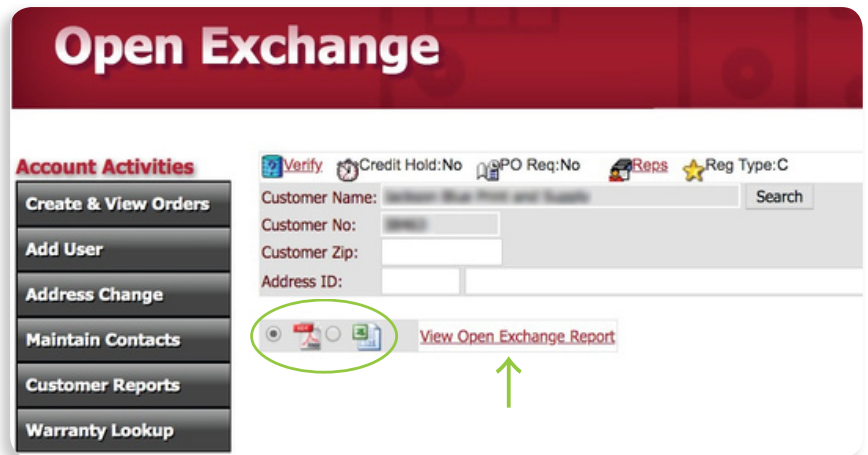 Open Exchange
Account Activities
Create & View Orders
Add User
Address Change
Maintain Contacts
Customer Reports
Warranty Lookup
Verify Credit Hold:No PO Req:No Reps Reg Type:C
Customer Name: Search
Customer No:
Customer Zip:
Address ID:
View Open Exchange Report